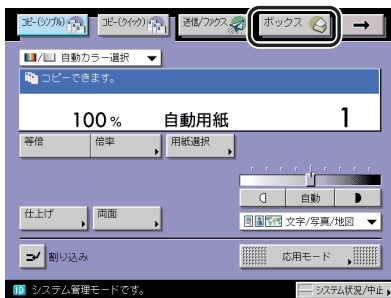 コピー(シンプル) コピー(クイック) 送信/ファクス ボックス →
自動カラー選択
コピーできます。
100 % 自動用紙 1
等倍 倍率 用紙選択
自動
仕上げ 両面
文字/写真/地図
割り込み 応用モード
ID システム管理モードです。 システム状況/中止